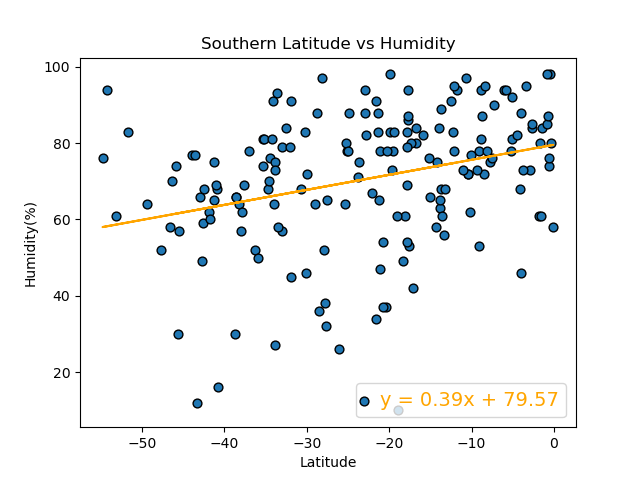 Southern Latitude vs Humidity
100
80
60
40
20
Humidity(%)
y = 0.39x + 79.57
−50 −40 −30 −20 −10 0
Latitude